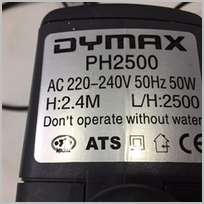 DYMAX
PH2500
AC 220-240V 50Hz 50W
H:2.4M L/H:2500
Don't operate without water
ATS